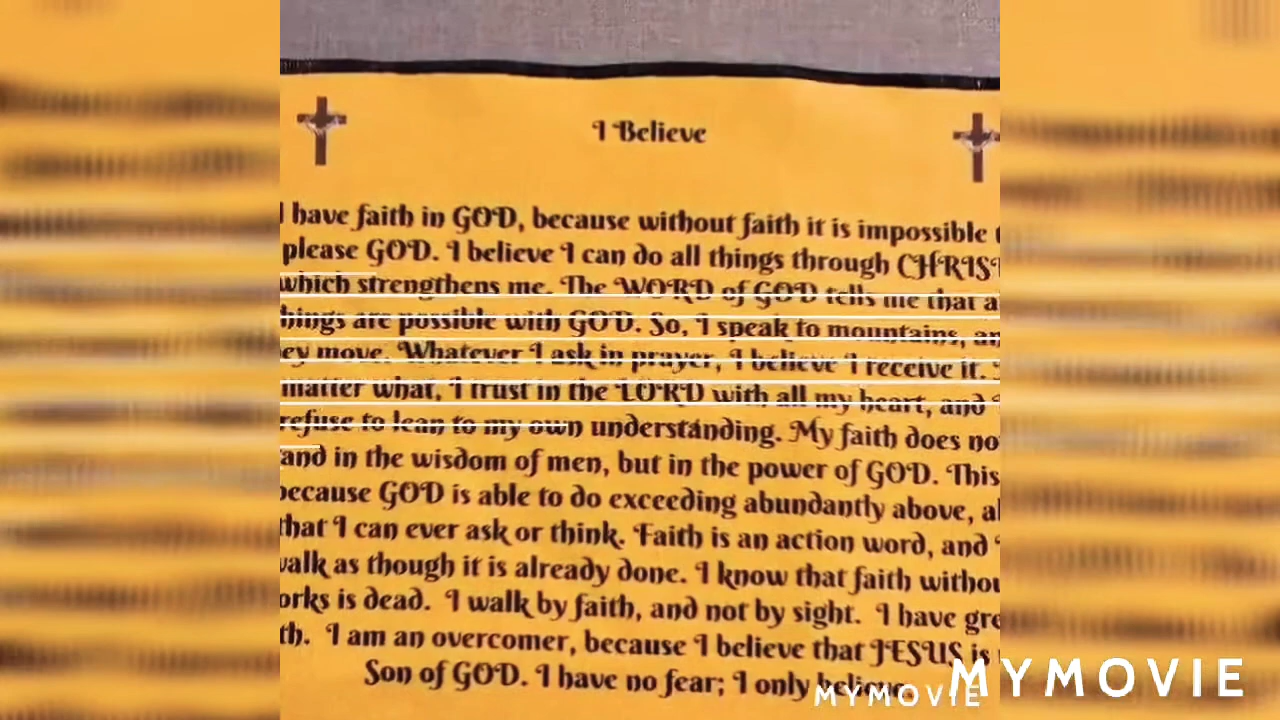 I Believe
I have faith in GOD, because without faith it is impossible
please GOD. I believe I can do all things through CHRIST
which strengthens me. The WORD of GOD tells me that a
hings are possible with GOD. So, I speak to mountains, an
ey move. Whatever I ask in prayer, I believe I receive it.
matter what, I trust in the LORD with all my heart, and I
refuse to lean to my own understanding. My faith does no
and in the wisdom of men, but in the power of GOD. This
because GOD is able to do exceeding abundantly above, al
that I can ever ask or think. Faith is an action word, and I
walk as though it is already done. I know that faith withou
orks is dead. I walk by faith, and not by sight. I have gre
th. I am an overcomer, because I believe that JESUS is
Son of GOD. I have no fear; I only believe.
MYMOVIE
MYMOVIE